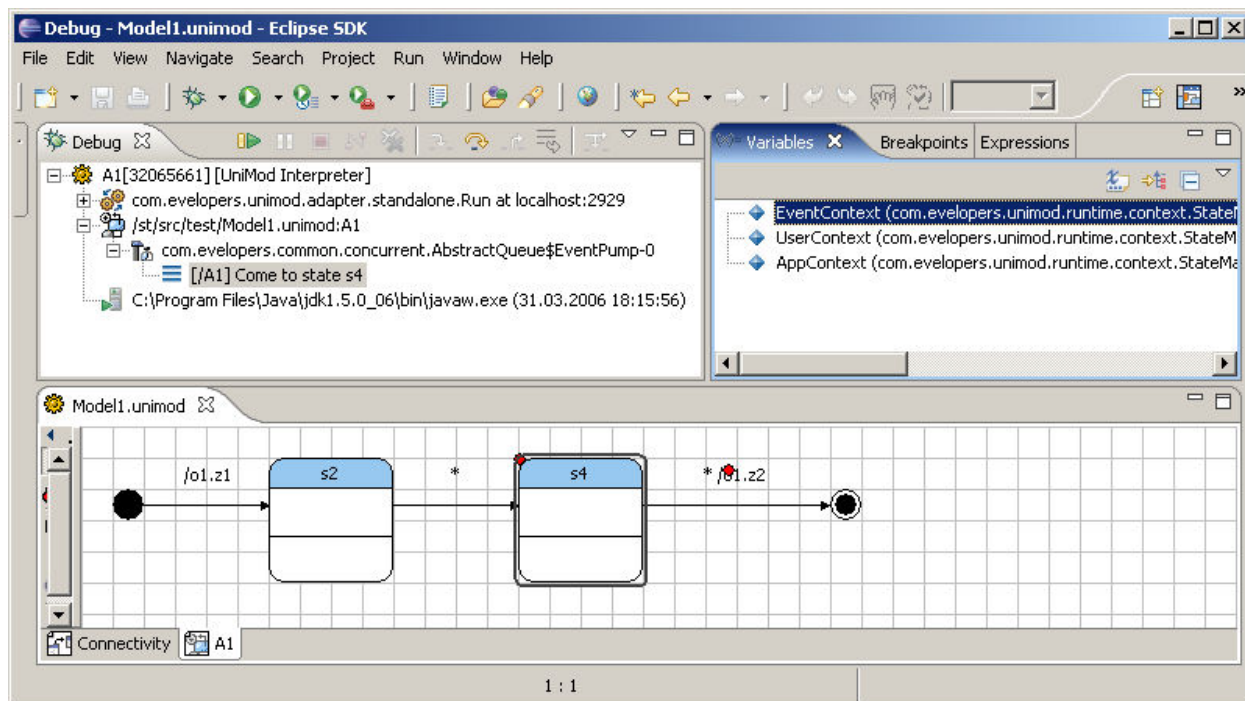 Debug - Model1.unimod - Eclipse SDK
File Edit View Navigate Search Project Run Window Help
Debug
Variables Breakpoints Expressions
A1[32065661] [UniMod Interpreter]
com.evelopers.unimod.adapter.standalone.Run at localhost:2929
/st/src/test/Model1.unimod:A1
com.evelopers.common.concurrent.AbstractQueue$EventPump-0
[/A1] Come to state s4
C:\Program Files\Java\jdk1.5.0_06\bin\javaw.exe (31.03.2006 18:15:56)
EventContext (com.evelopers.unimod.runtime.context.StateM
UserContext (com.evelopers.unimod.runtime.context.StateM
AppContext (com.evelopers.unimod.runtime.context.StateMa
Model1.unimod
/o1.z1 s2 * s4 * /o1.z2
Connectivity A1
1 : 1